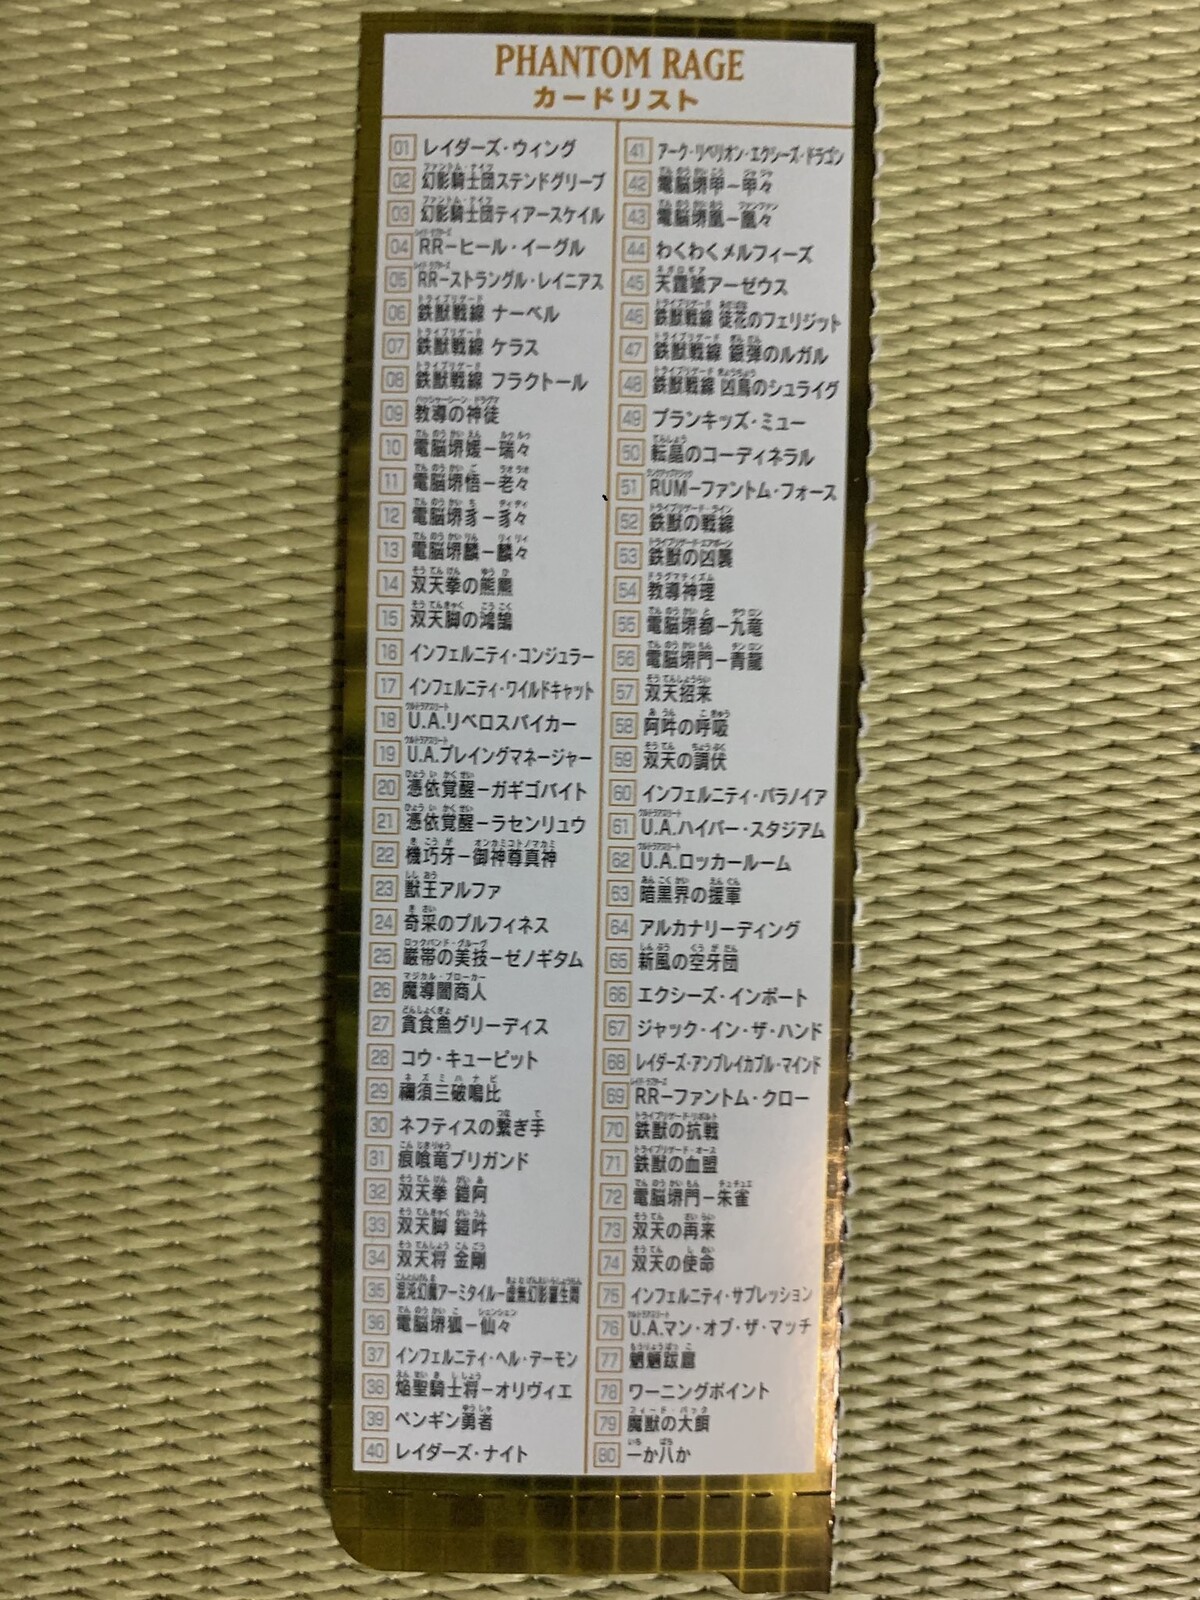 PHANTOM RAGE
カードリスト
01 レイダーズ・ウィング
02 幻影騎士団ステンドグリーブ
03 幻影騎士団ティアースケイル
04 RR－ヒール・イーグル
05 RR－ストラングル・レイニアス
06 鉄獣戦線 ナーベル
07 鉄獣戦線 ケラス
08 鉄獣戦線 フラクトール
09 教導の神徒
10 電脳堺媛－瑞々
11 電脳堺悟－老々
12 電脳堺豸－豸々
13 電脳堺麟－麟々
14 双天拳の熊羆
15 双天脚の鴻鵠
16 インフェルニティ・コンジュラー
17 インフェルニティ・ワイルドキャット
18 U.A.リベロスパイカー
19 U.A.プレイングマネージャー
20 憑依覚醒－ガギゴバイト
21 憑依覚醒－ラセンリュウ
22 機巧牙－御神尊真神
23 獣王アルファ
24 奇采のプルフィネス
25 巌帯の美技－ゼノギタム
26 魔導闇商人
27 貪食魚グリーディス
28 コウ・キューピット
29 禰須三破鳴比
30 ネフティスの繋ぎ手
31 痕喰竜ブリガンド
32 双天拳 鎧阿
33 双天脚 鎧吽
34 双天将 金剛
35 混沌幻魔アーミタイル－虚無幻影羅生悶
36 電脳堺狐－仙々
37 インフェルニティ・ヘル・デーモン
38 焔聖騎士将－オリヴィエ
39 ペンギン勇者
40 レイダーズ・ナイト
41 アーク・リベリオン・エクシーズ・ドラゴン
42 電脳堺甲－甲々
43 電脳堺凰－凰々
44 わくわくメルフィーズ
45 天霆號アーゼウス
46 鉄獣戦線 徒花のフェリジット
47 鉄獣戦線 銀弾のルガル
48 鉄獣戦線 凶鳥のシュライグ
49 プランキッズ・ミュー
50 転晶のコーディネラル
51 RUM－ファントム・フォース
52 鉄獣の戦線
53 鉄獣の凶襲
54 教導神理
55 電脳堺都－九竜
56 電脳堺門－青龍
57 双天招来
58 阿吽の呼吸
59 双天の調伏
60 インフェルニティ・パラノイア
61 U.A.ハイパー・スタジアム
62 U.A.ロッカールーム
63 暗黒界の援軍
64 アルカナリーディング
65 新風の空牙団
66 エクシーズ・インポート
67 ジャック・イン・ザ・ハンド
68 レイダーズ・アンブレイカブル・マインド
69 RR－ファントム・クロー
70 鉄獣の抗戦
71 鉄獣の血盟
72 電脳堺門－朱雀
73 双天の再来
74 双天の使命
75 インフェルニティ・サプレッション
76 U.A.マン・オブ・ザ・マッチ
77 魍魎跋扈
78 ワーニングポイント
79 魔獣の大餌
80 一か八か